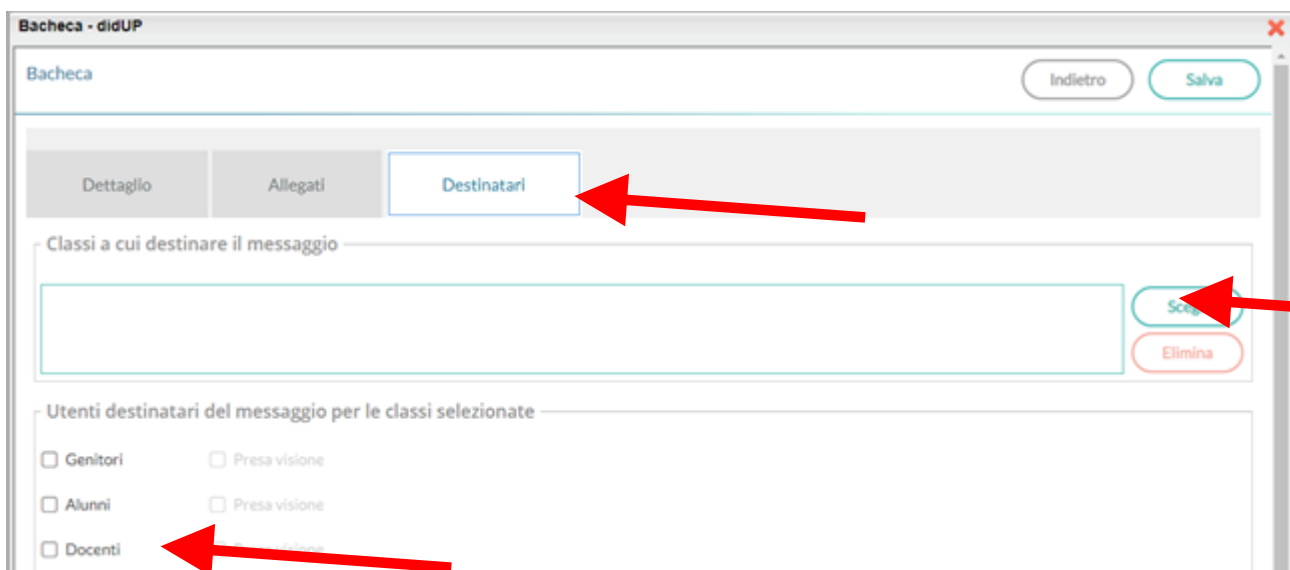 Bacheca - didUP
Bacheca
Indietro
Salva
Dettaglio Allegati Destinatari
Classi a cui destinare il messaggio
Elimina
Utenti destinatari del messaggio per le classi selezionate
Genitori Presa visione
Alunni Presa visione
Docenti